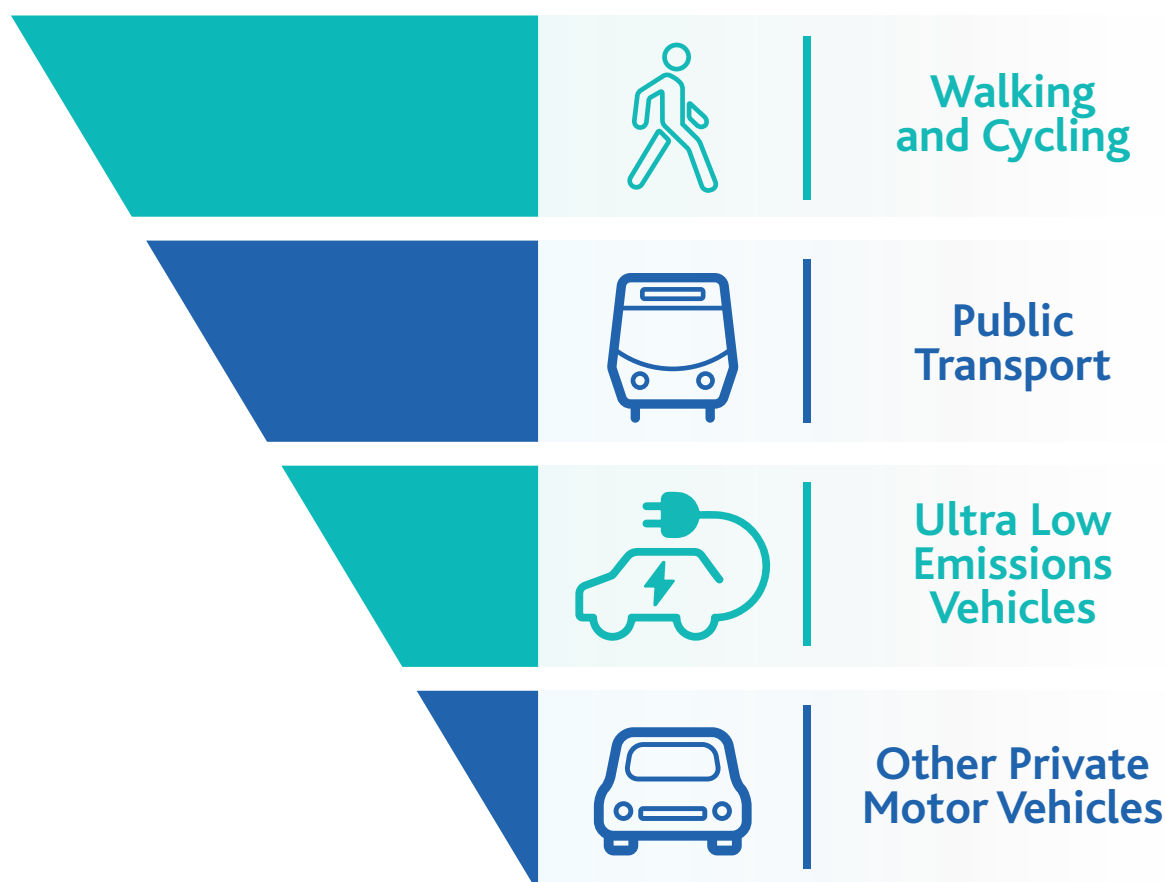 Walking
and Cycling
Public
Transport
Ultra Low
Emissions
Vehicles
Other Private
Motor Vehicles